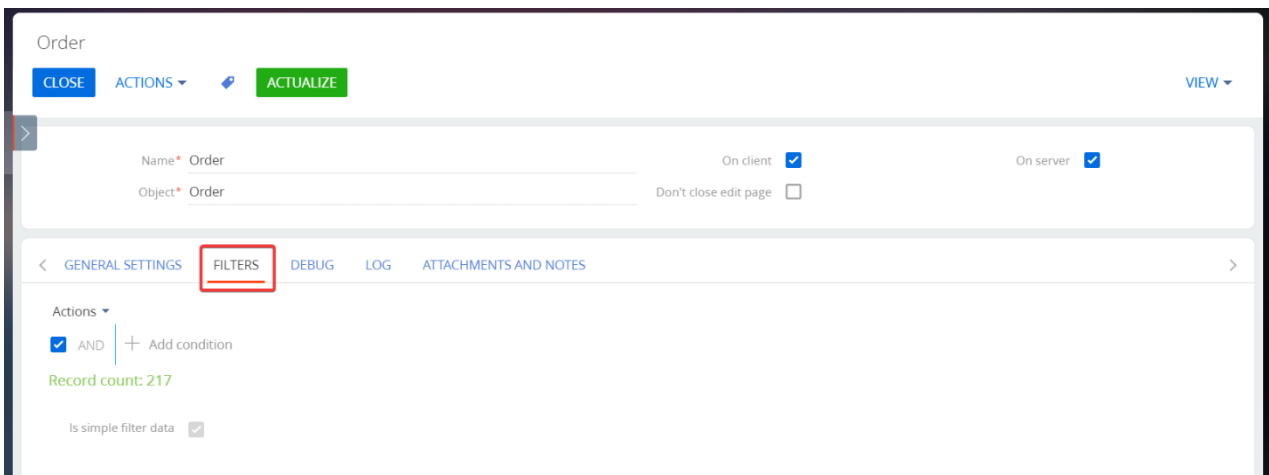 Order
CLOSE ACTIONS ACTUALIZE VIEW
Name* Order On client On server
Object* Order Don't close edit page
GENERAL SETTINGS FILTERS DEBUG LOG ATTACHMENTS AND NOTES
Actions
AND Add condition
Record count: 217
Is simple filter data